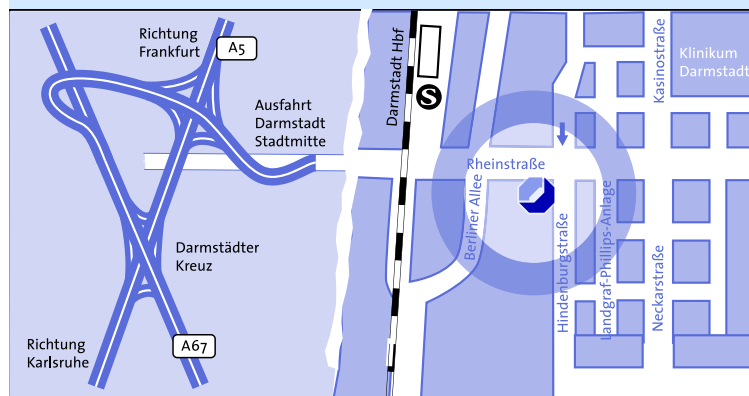 Richtung
Frankfurt
A5
Ausfahrt
Darmstadt
Stadtmitte
Darmstädter
Kreuz
Richtung
Karlsruhe
A67
Darmstadt Hbf
S
Rheinstraße
Berliner Allee
Hindenburgstraße
Landgraf-Phillips-Anlage
Neckarstraße
Kasinostraße
Klinikum
Darmstadt